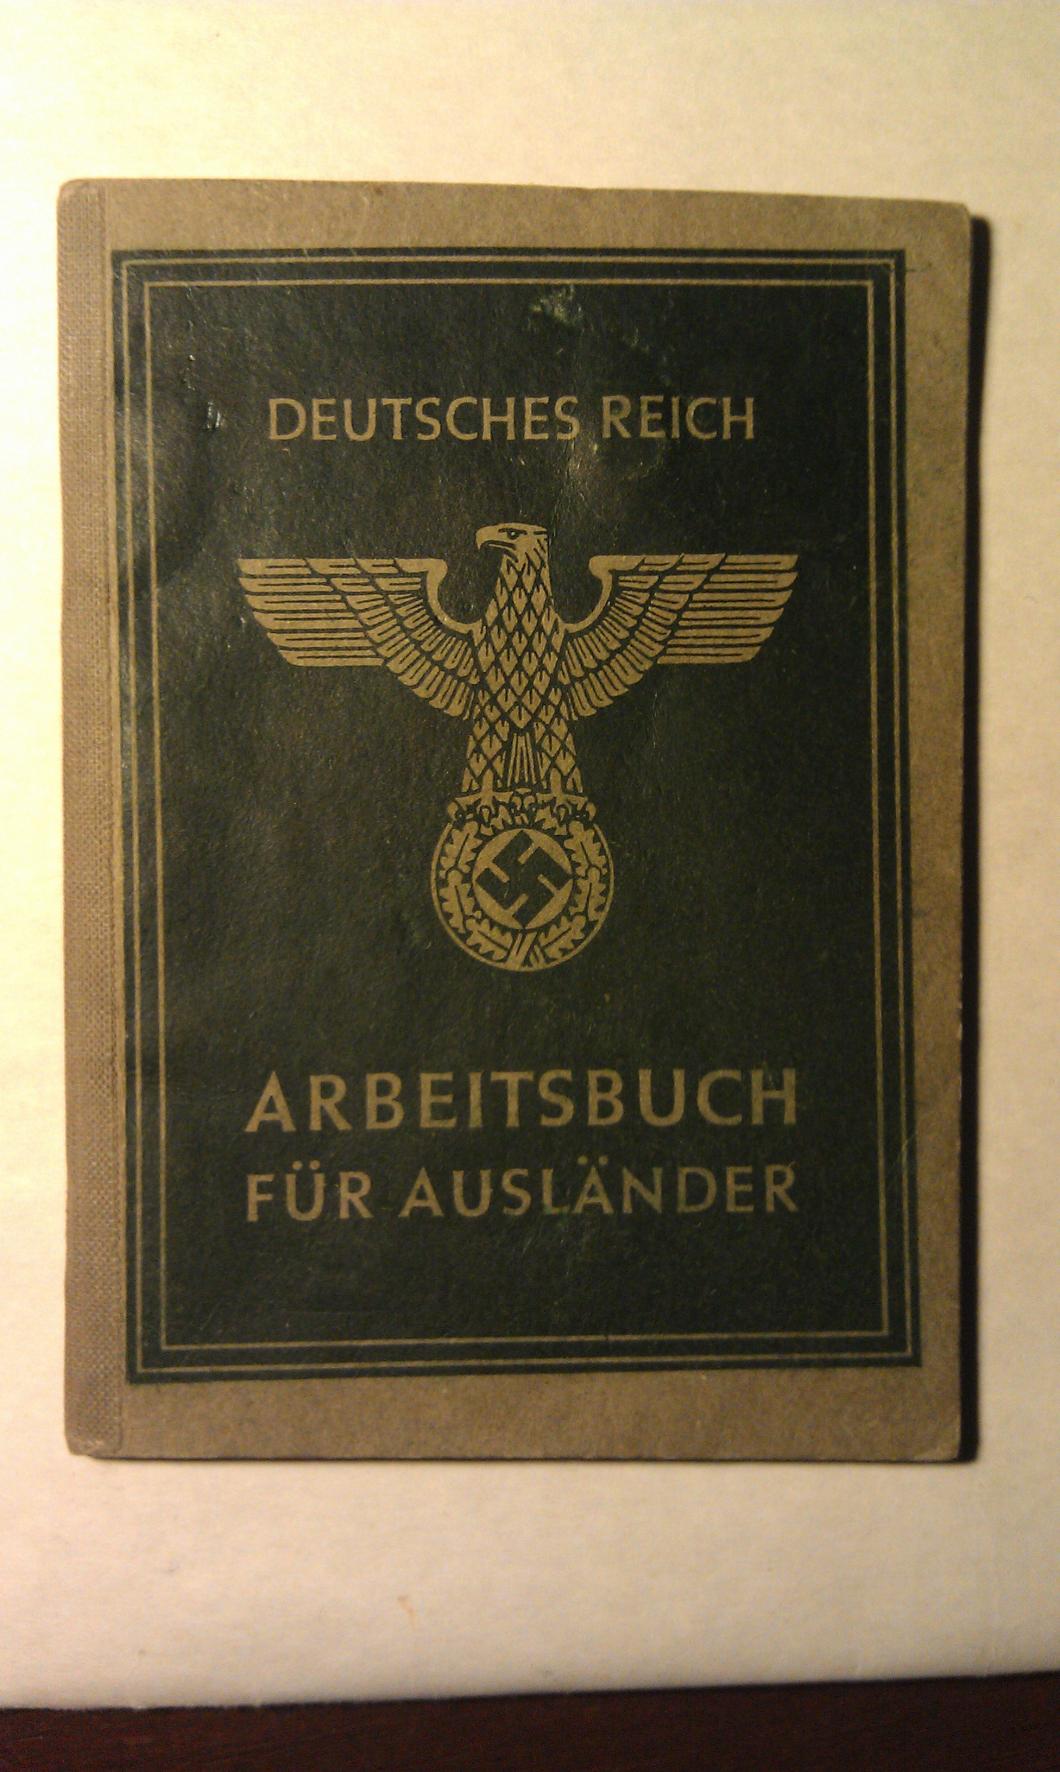 DEUTSCHES REICH
ARBEITSBUCH
FÜR AUSLÄNDER